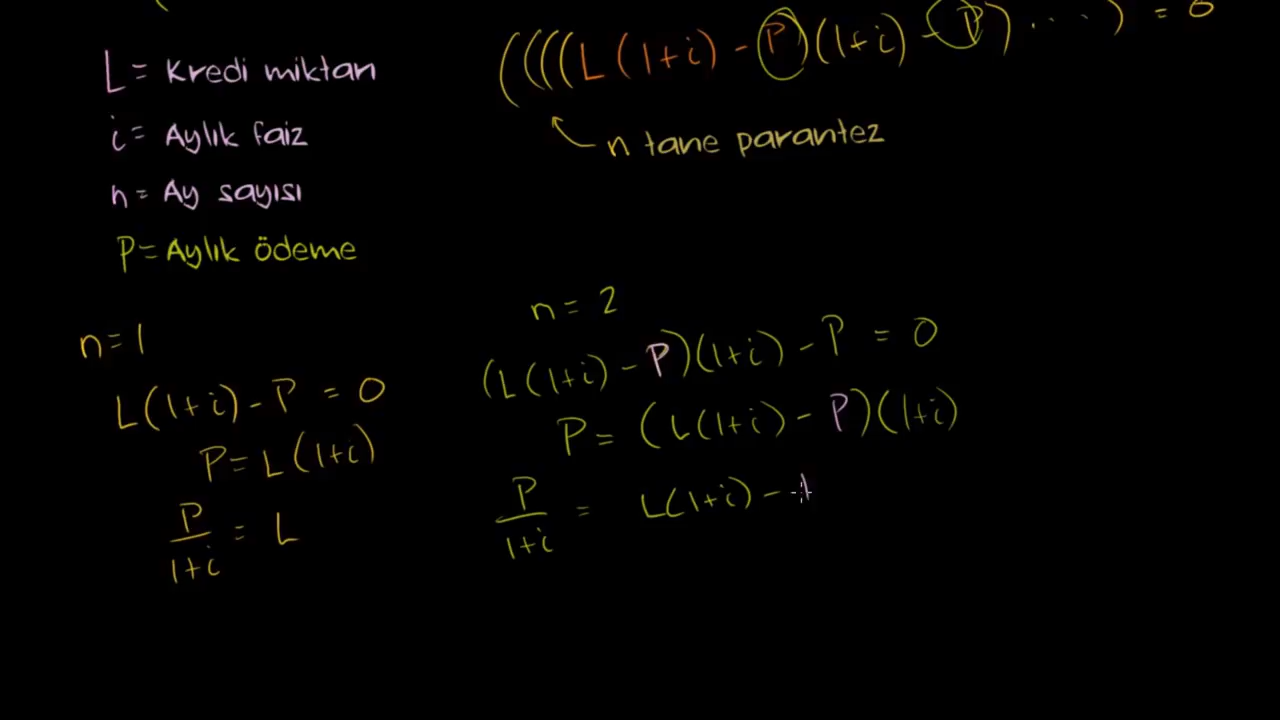 ((((L(1+i) - P)(1+i) - P) ....) = 0
L = Kredi miktarı
n tane parantez
i = Aylık faiz
n = Ay sayısı
P = Aylık ödeme
n = 1
L(1+i) - P = 0
P = L(1+i)
P/(1+i) = L
n = 2
(L(1+i) - P)(1+i) - P = 0
P = (L(1+i) - P)(1+i)
P/(1+i) = L(1+i) -